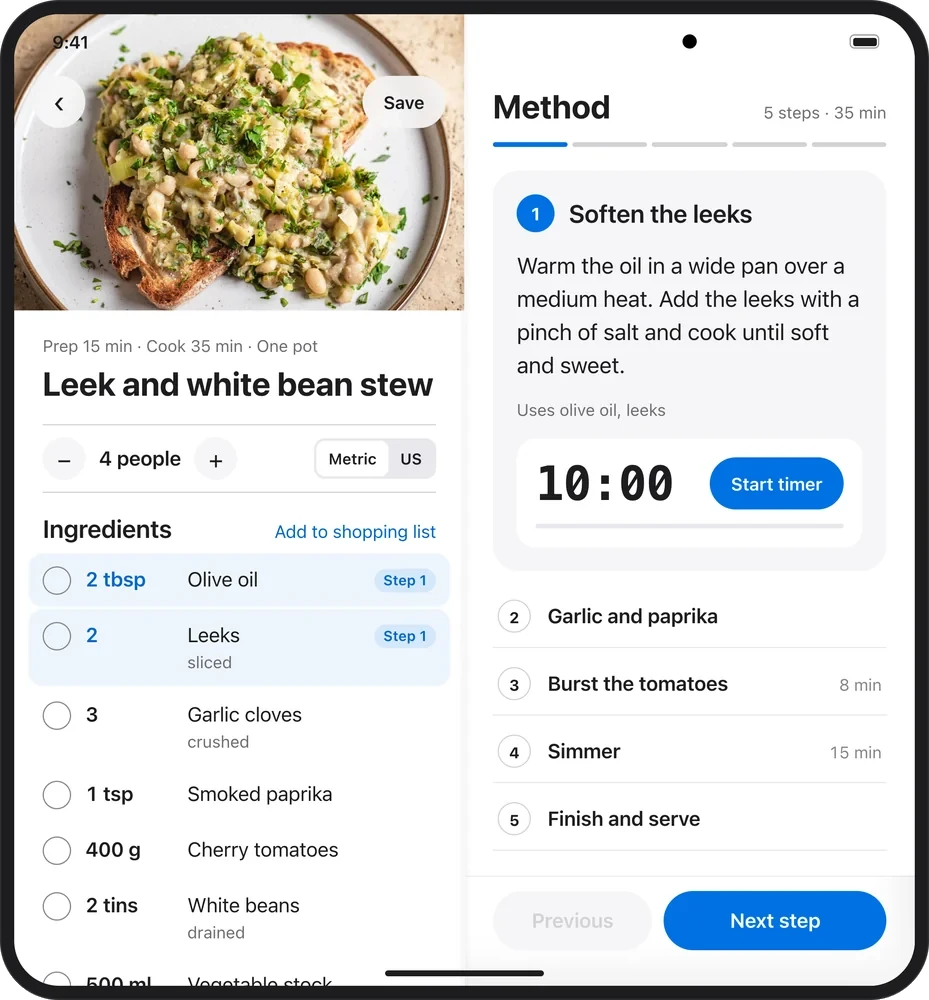 9:41
‹
Save
Prep 15 min · Cook 35 min · One pot
Leek and white bean stew
− 4 people +
Metric US
Ingredients
Add to shopping list
2 tbsp Olive oil Step 1
2 Leeks Step 1
sliced
3 Garlic cloves
crushed
1 tsp Smoked paprika
400 g Cherry tomatoes
2 tins White beans
drained
500 ml Vegetable stock
Method
5 steps · 35 min
1 Soften the leeks
Warm the oil in a wide pan over a
medium heat. Add the leeks with a
pinch of salt and cook until soft
and sweet.
Uses olive oil, leeks
10:00 Start timer
2 Garlic and paprika
3 Burst the tomatoes 8 min
4 Simmer 15 min
5 Finish and serve
Previous Next step